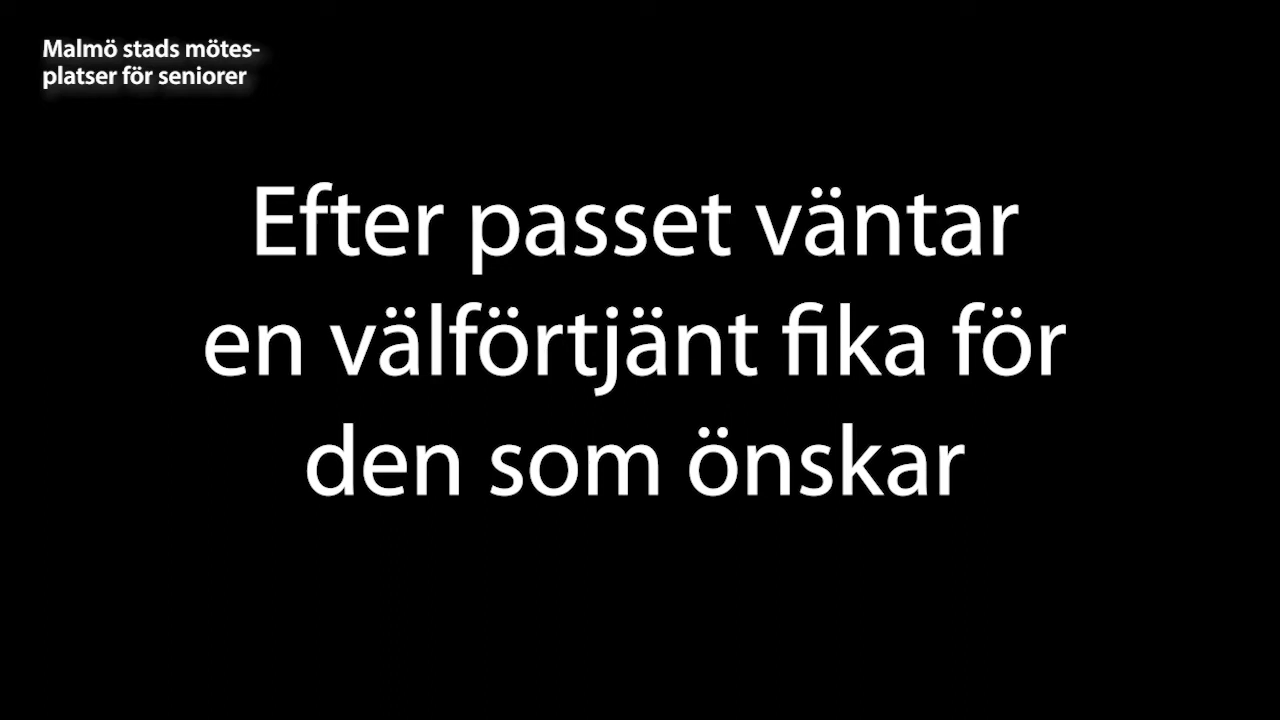 Malmö stads mötes-
platser för seniorer
Efter passet väntar
en välförtjänt fika för
den som önskar